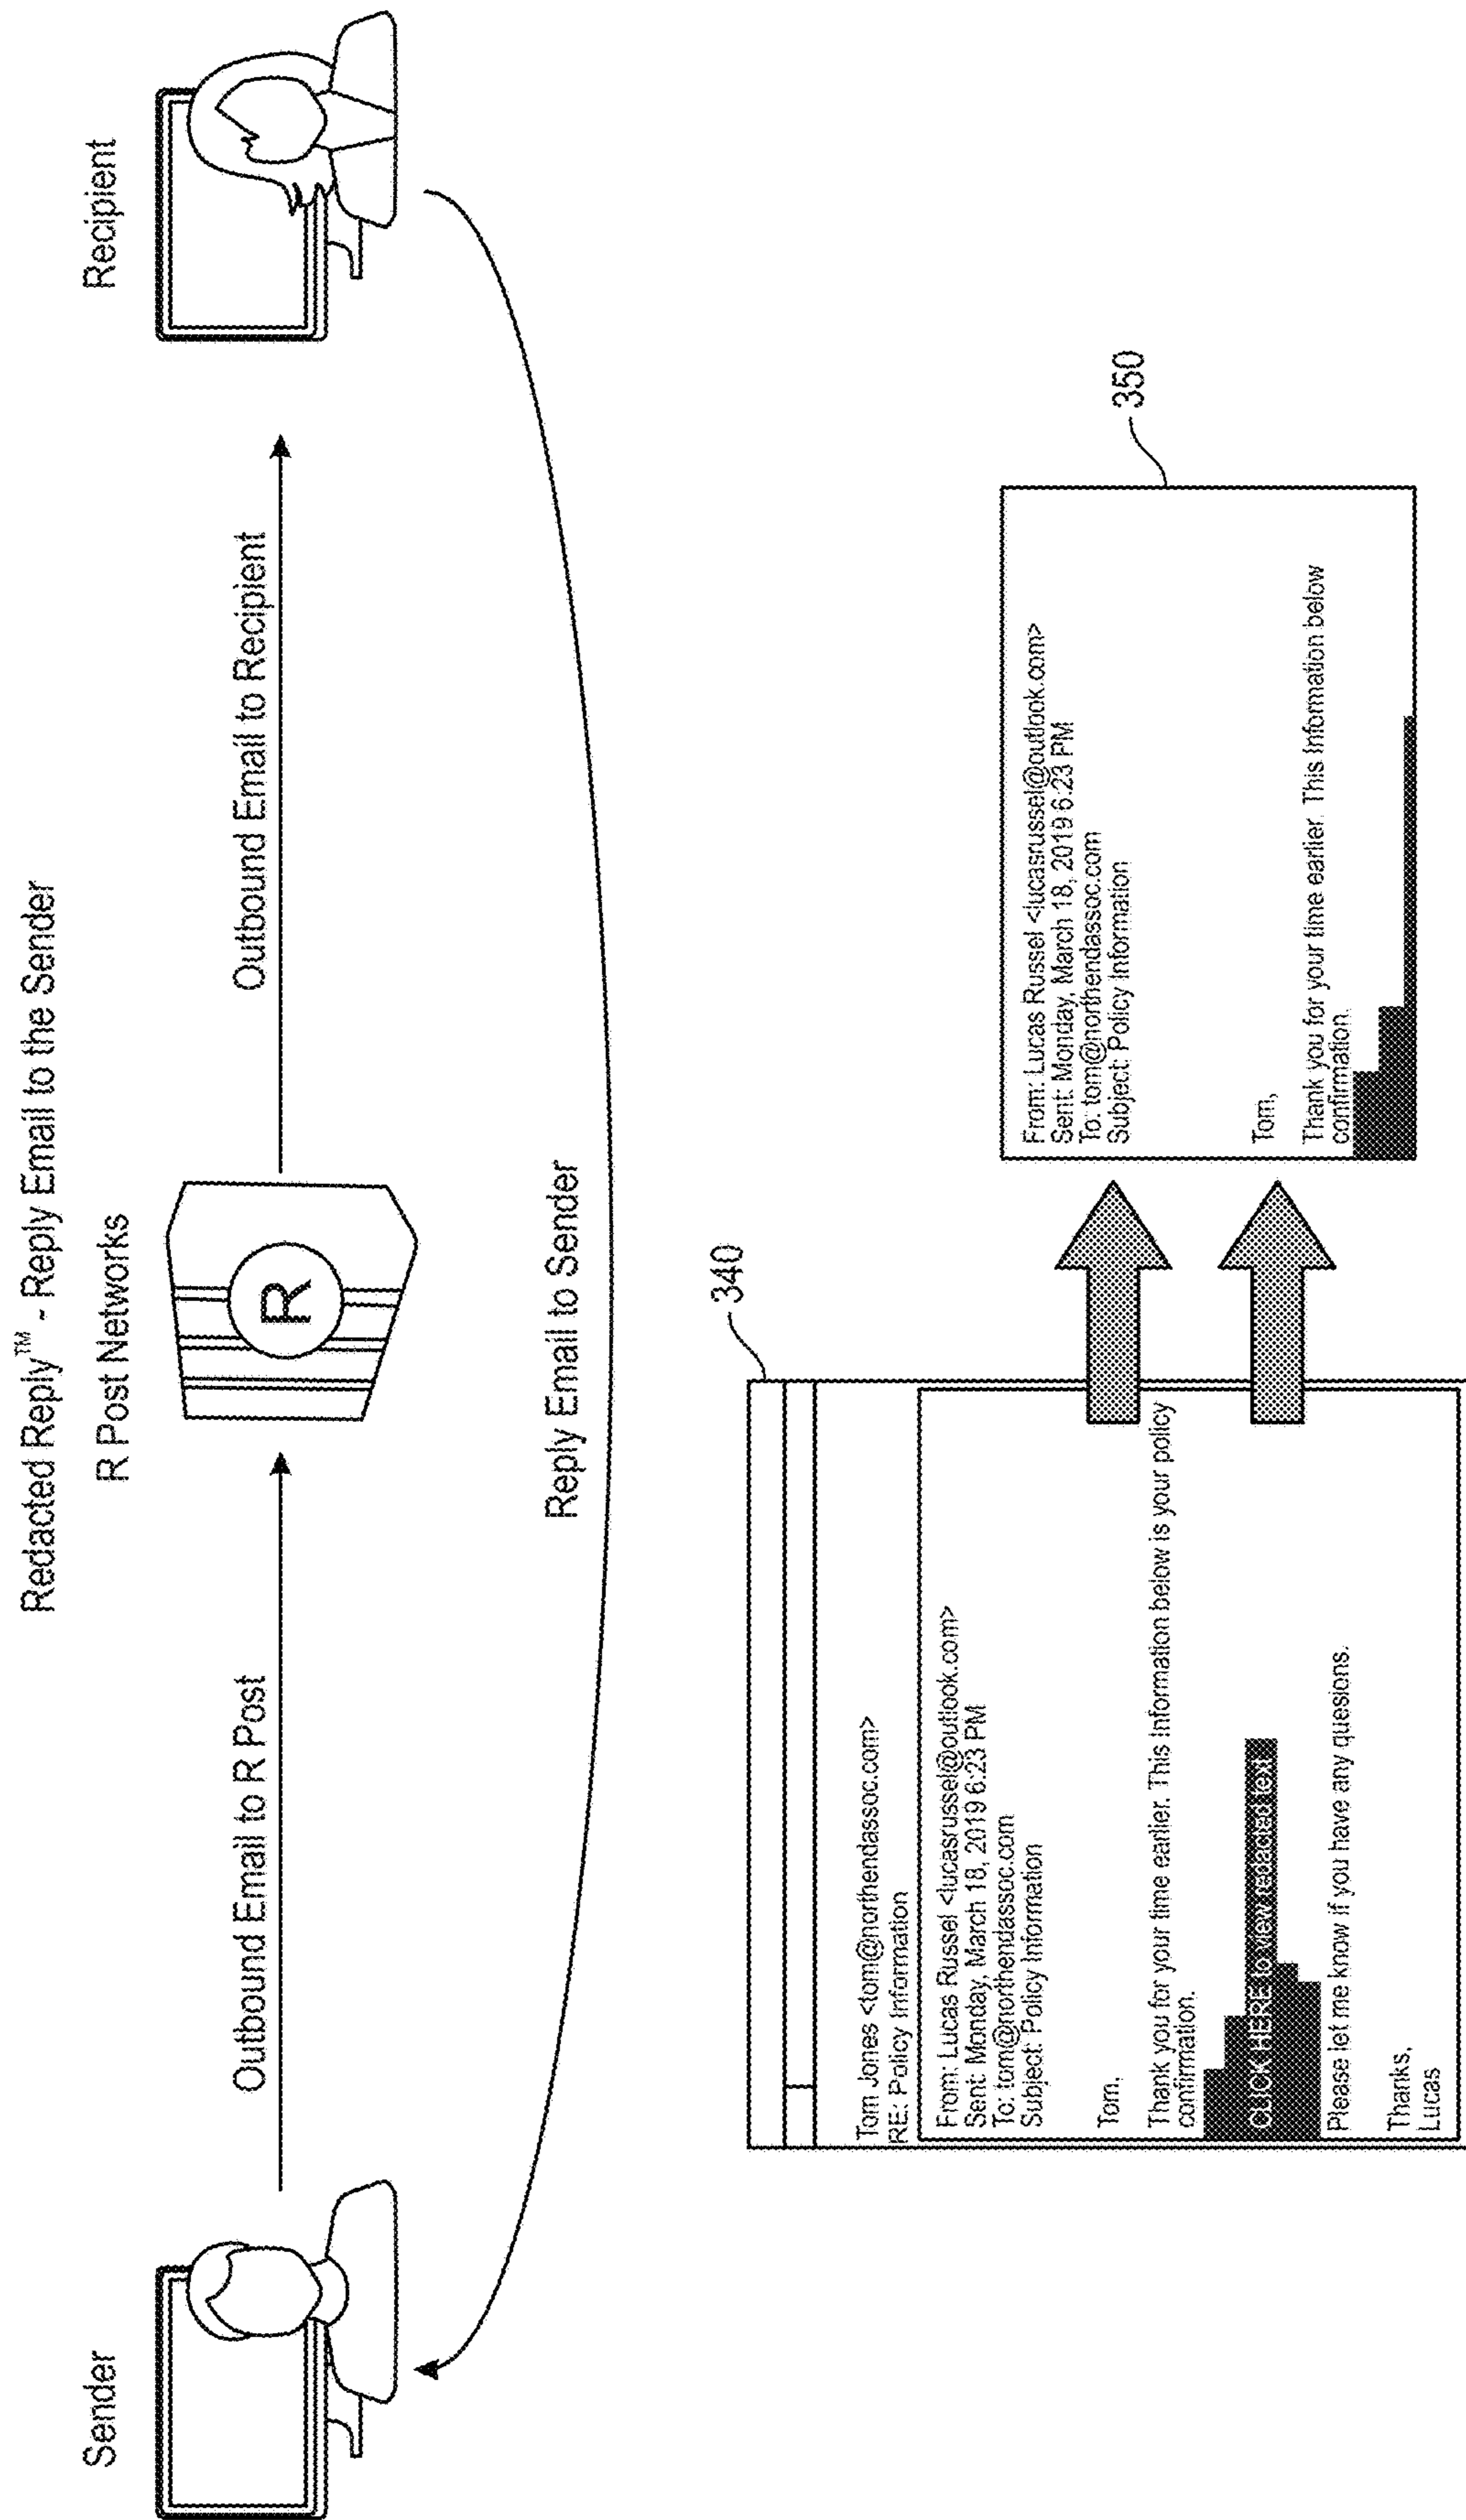 Redacted Reply™ - Reply Email to the Sender
Sender
R Post Networks
Recipient
Outbound Email to R Post
R
Outbound Email to Recipient
Reply Email to Sender
340
Tom Jones <tom@northendassoc.com>
RE: Policy Information
From: Lucas Russel <lucasrussel@outlook.com>
Sent: Monday, March 18, 2019 6:23 PM
To: tom@northendassoc.com
Subject: Policy Information
Tom,
Thank you for your time earlier. This Information below is your policy
confirmation.
CLICK HERE to view redacted text
Please let me know if you have any quesions.
Thanks,
Lucas
350
From: Lucas Russel <lucasrussel@outlook.com>
Sent: Monday, March 18, 2019 6:23 PM
To: tom@northendassoc.com
Subject: Policy Information
Tom,
Thank you for your time earlier. This Information below
confirmation.